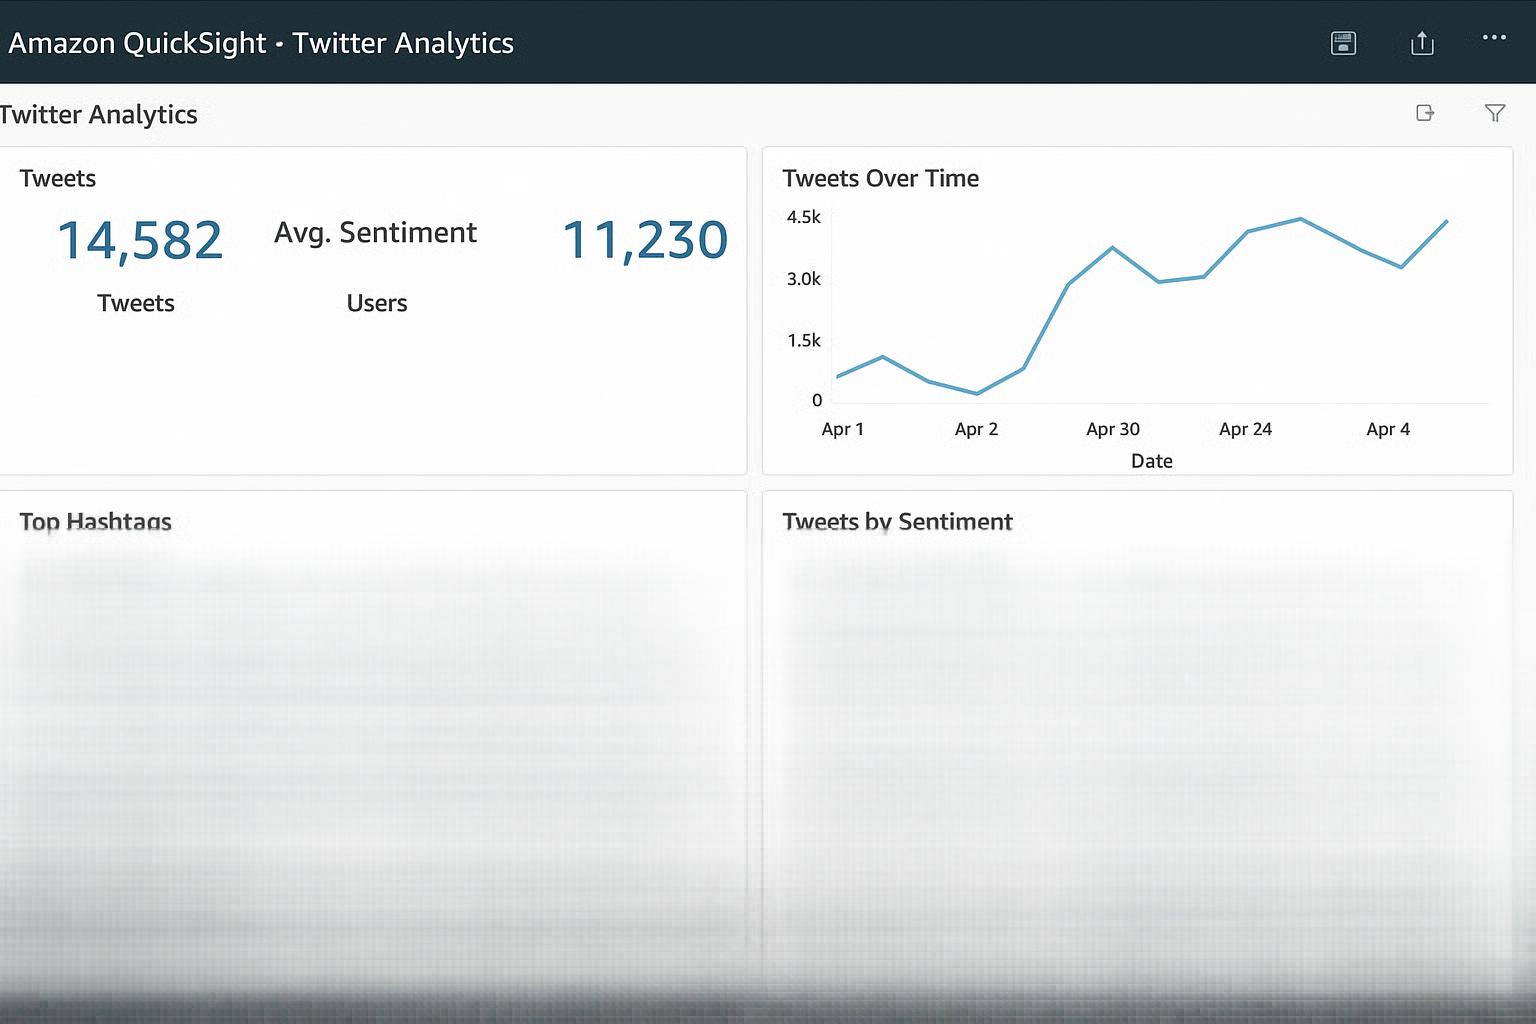 Amazon QuickSight • Twitter Analytics
Twitter Analytics
Tweets
14,582 Avg. Sentiment 11,230
Tweets Users
Tweets Over Time
4.5k
3.0k
1.5k
0
Apr 1 Apr 2 Apr 30 Apr 24 Apr 4
Date
Top Hashtags
Tweets by Sentiment